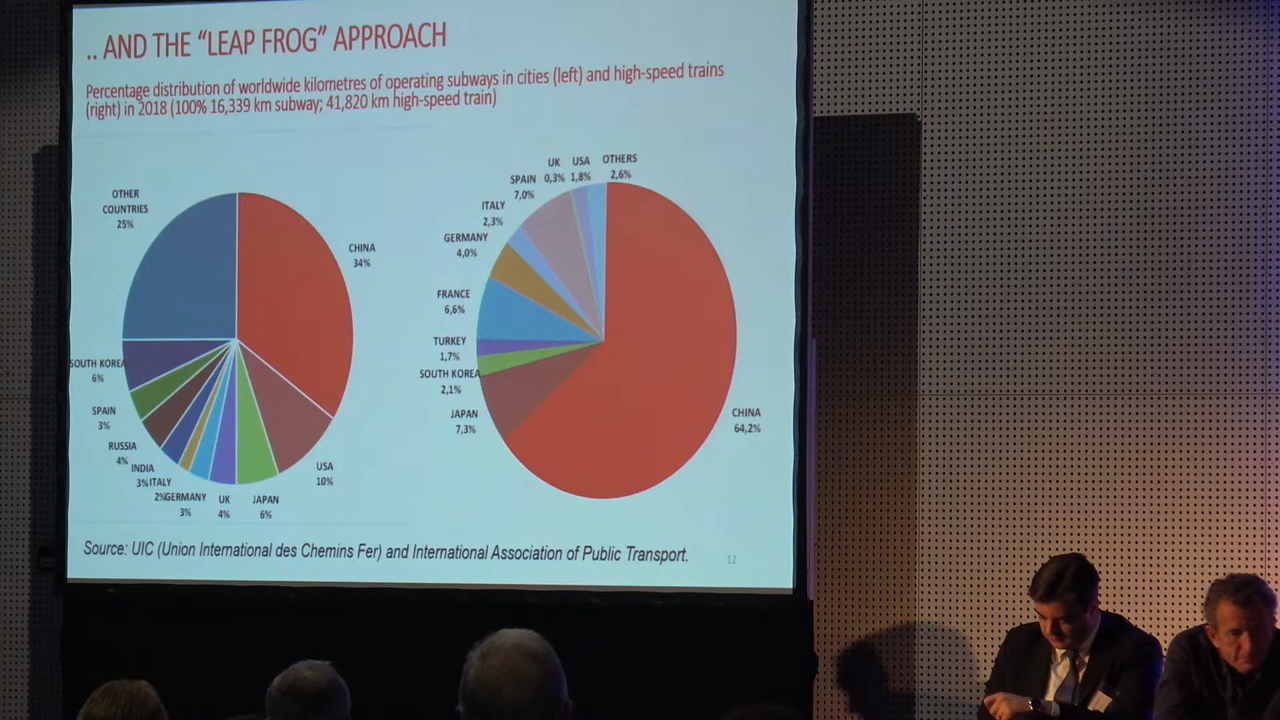 .. AND THE “LEAP FROG” APPROACH
Percentage distribution of worldwide kilometres of operating subways in cities (left) and high-speed trains
(right) in 2018 (100% 16,339 km subway; 41,820 km high-speed train)
OTHER
COUNTRIES
25%
CHINA
34%
SOUTH KOREA
6%
SPAIN
3%
RUSSIA
4%
INDIA
3%
ITALY
2%
GERMANY
3%
UK
4%
JAPAN
6%
USA
10%
UK
0,3%
USA
1,8%
OTHERS
2,6%
SPAIN
7,0%
ITALY
2,3%
GERMANY
4,0%
FRANCE
6,6%
TURKEY
1,7%
SOUTH KOREA
2,1%
JAPAN
7,3%
CHINA
64,2%
Source: UIC (Union International des Chemins Fer) and International Association of Public Transport.
12